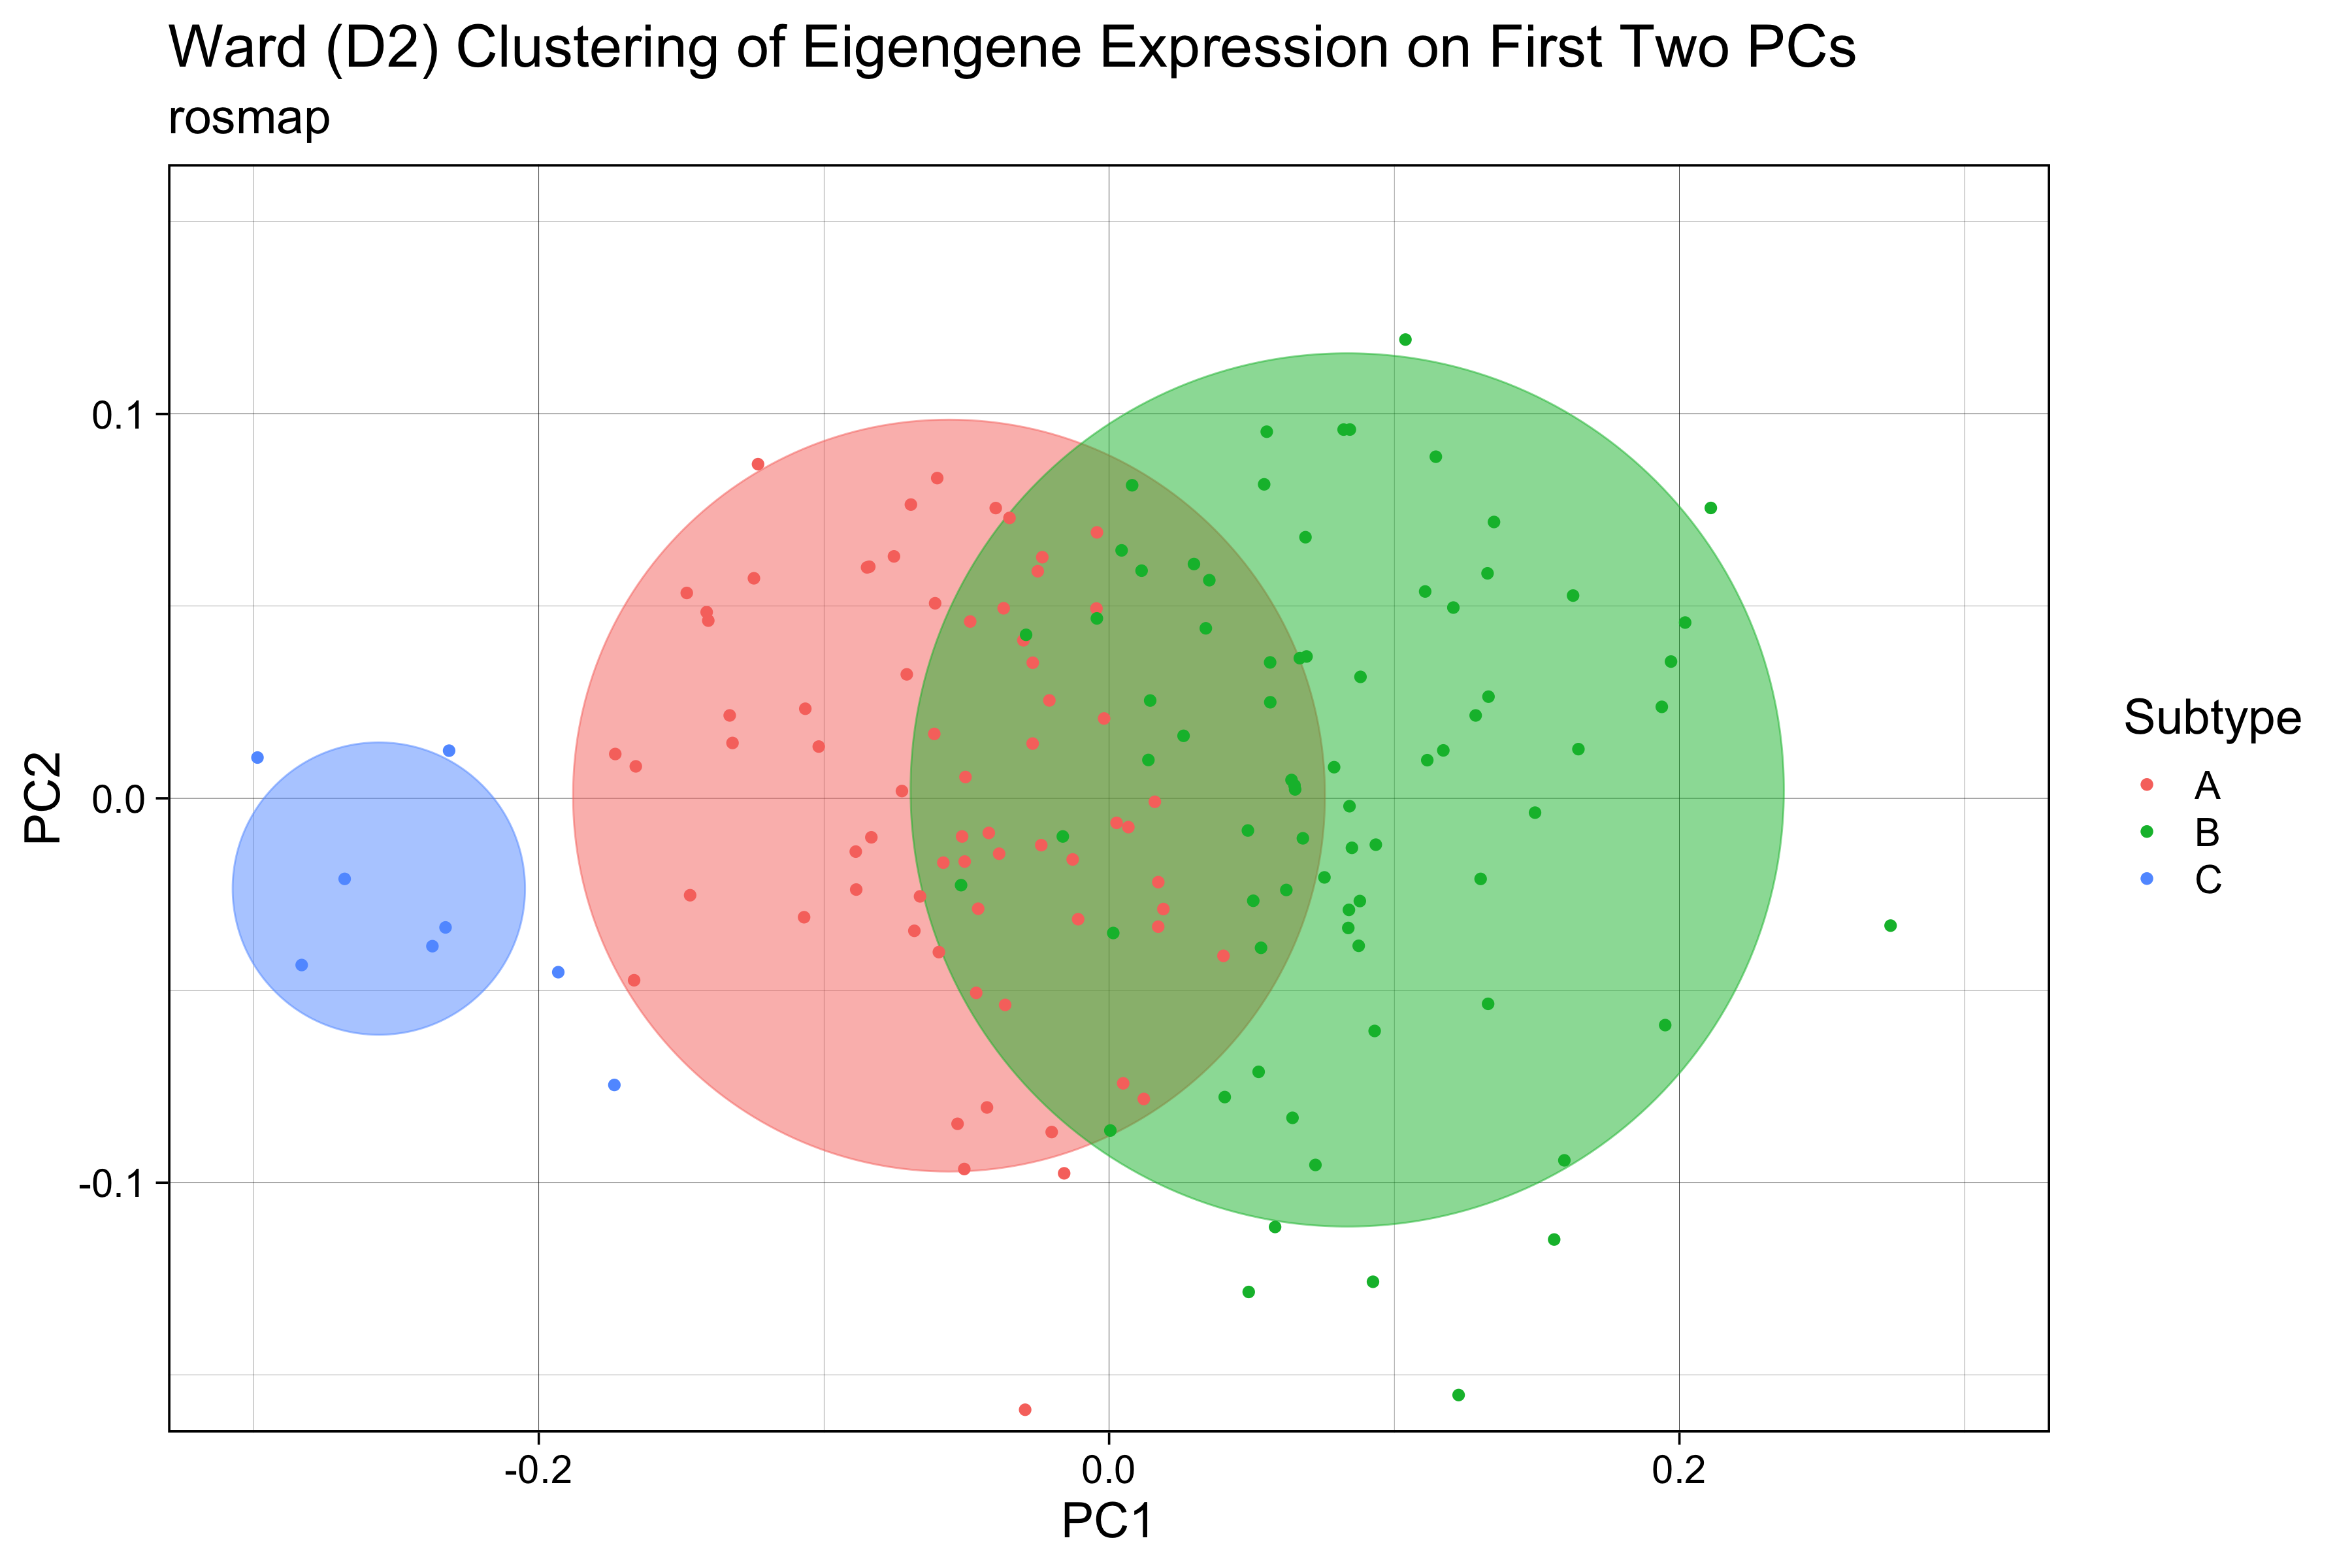 Ward (D2) Clustering of Eigengene Expression on First Two PCs
rosmap
PC2
0.1
0.0
-0.1
-0.2
0.0
0.2
PC1
Subtype
A
B
C